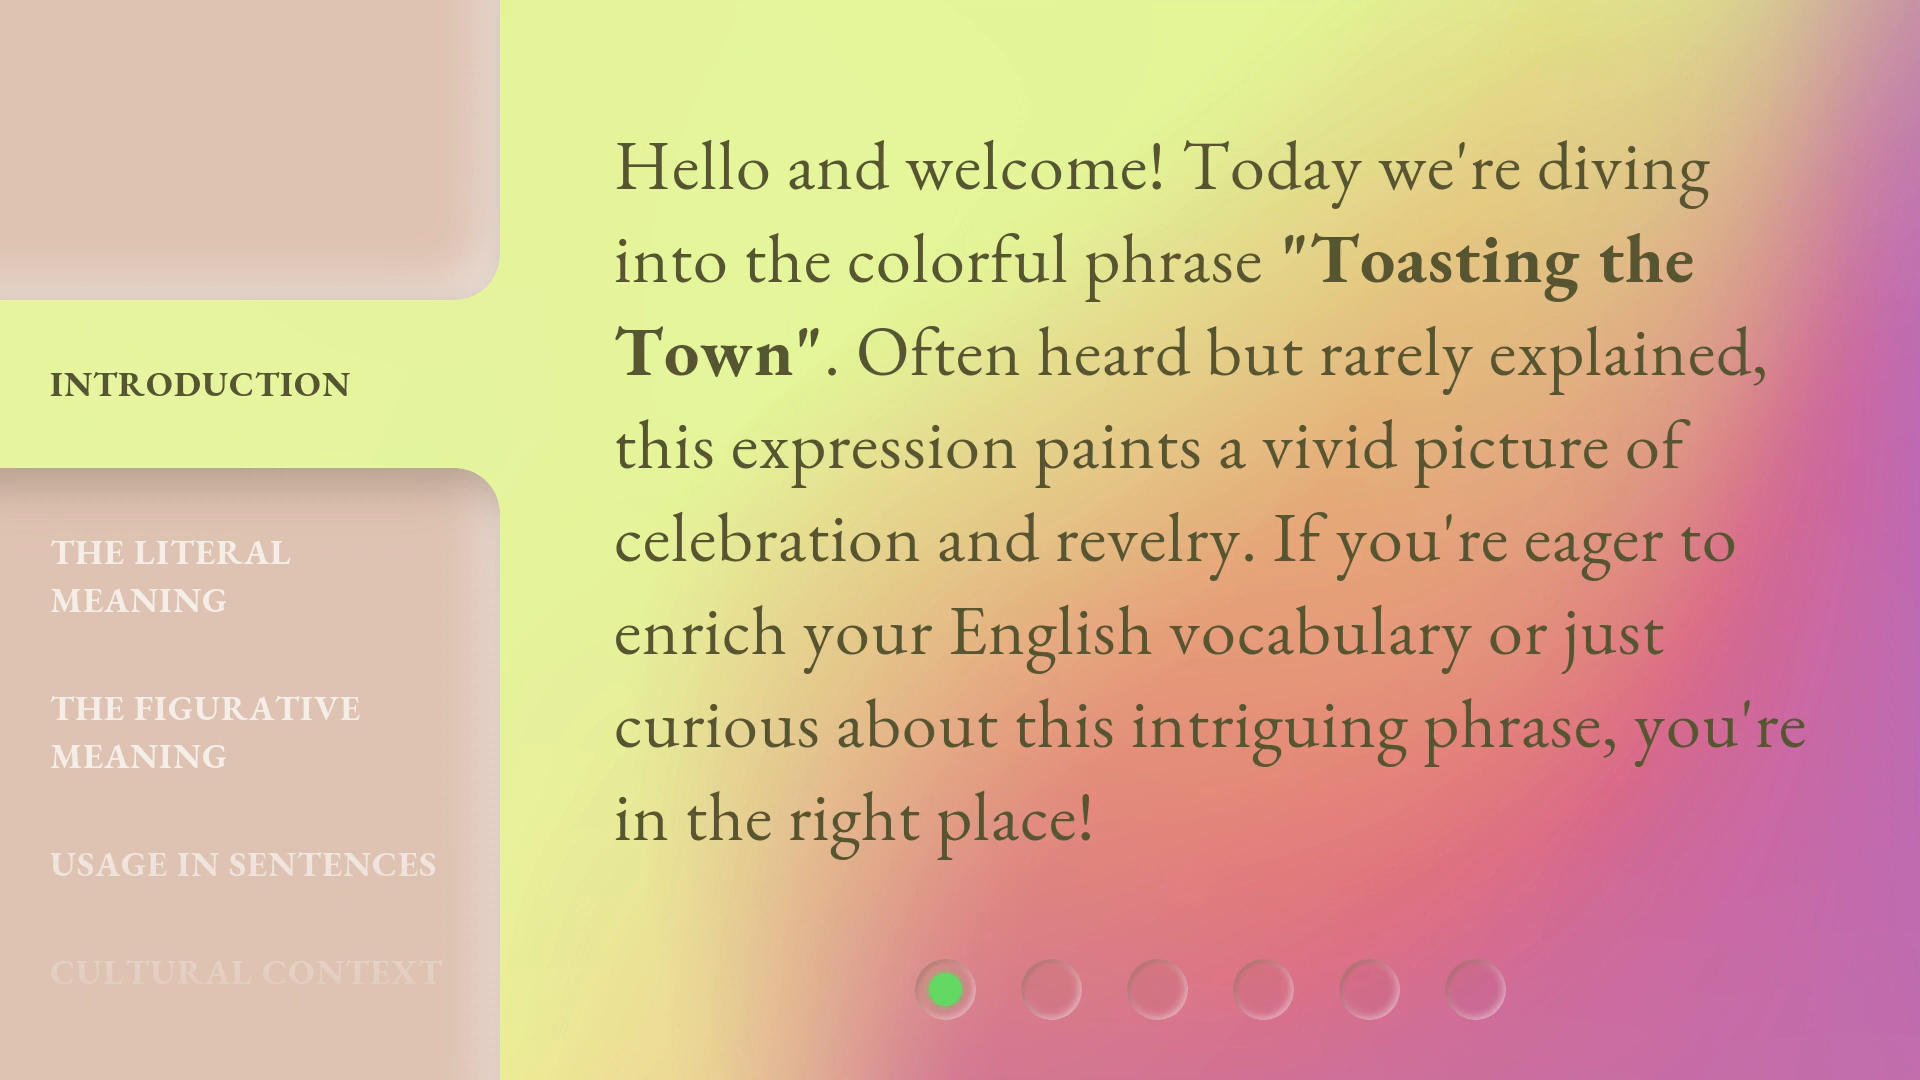 INTRODUCTION
THE LITERAL
MEANING
THE FIGURATIVE
MEANING
USAGE IN SENTENCES
CULTURAL CONTEXT
Hello and welcome! Today we're diving
into the colorful phrase "Toasting the
Town". Often heard but rarely explained,
this expression paints a vivid picture of
celebration and revelry. If you're eager to
enrich your English vocabulary or just
curious about this intriguing phrase, you're
in the right place!